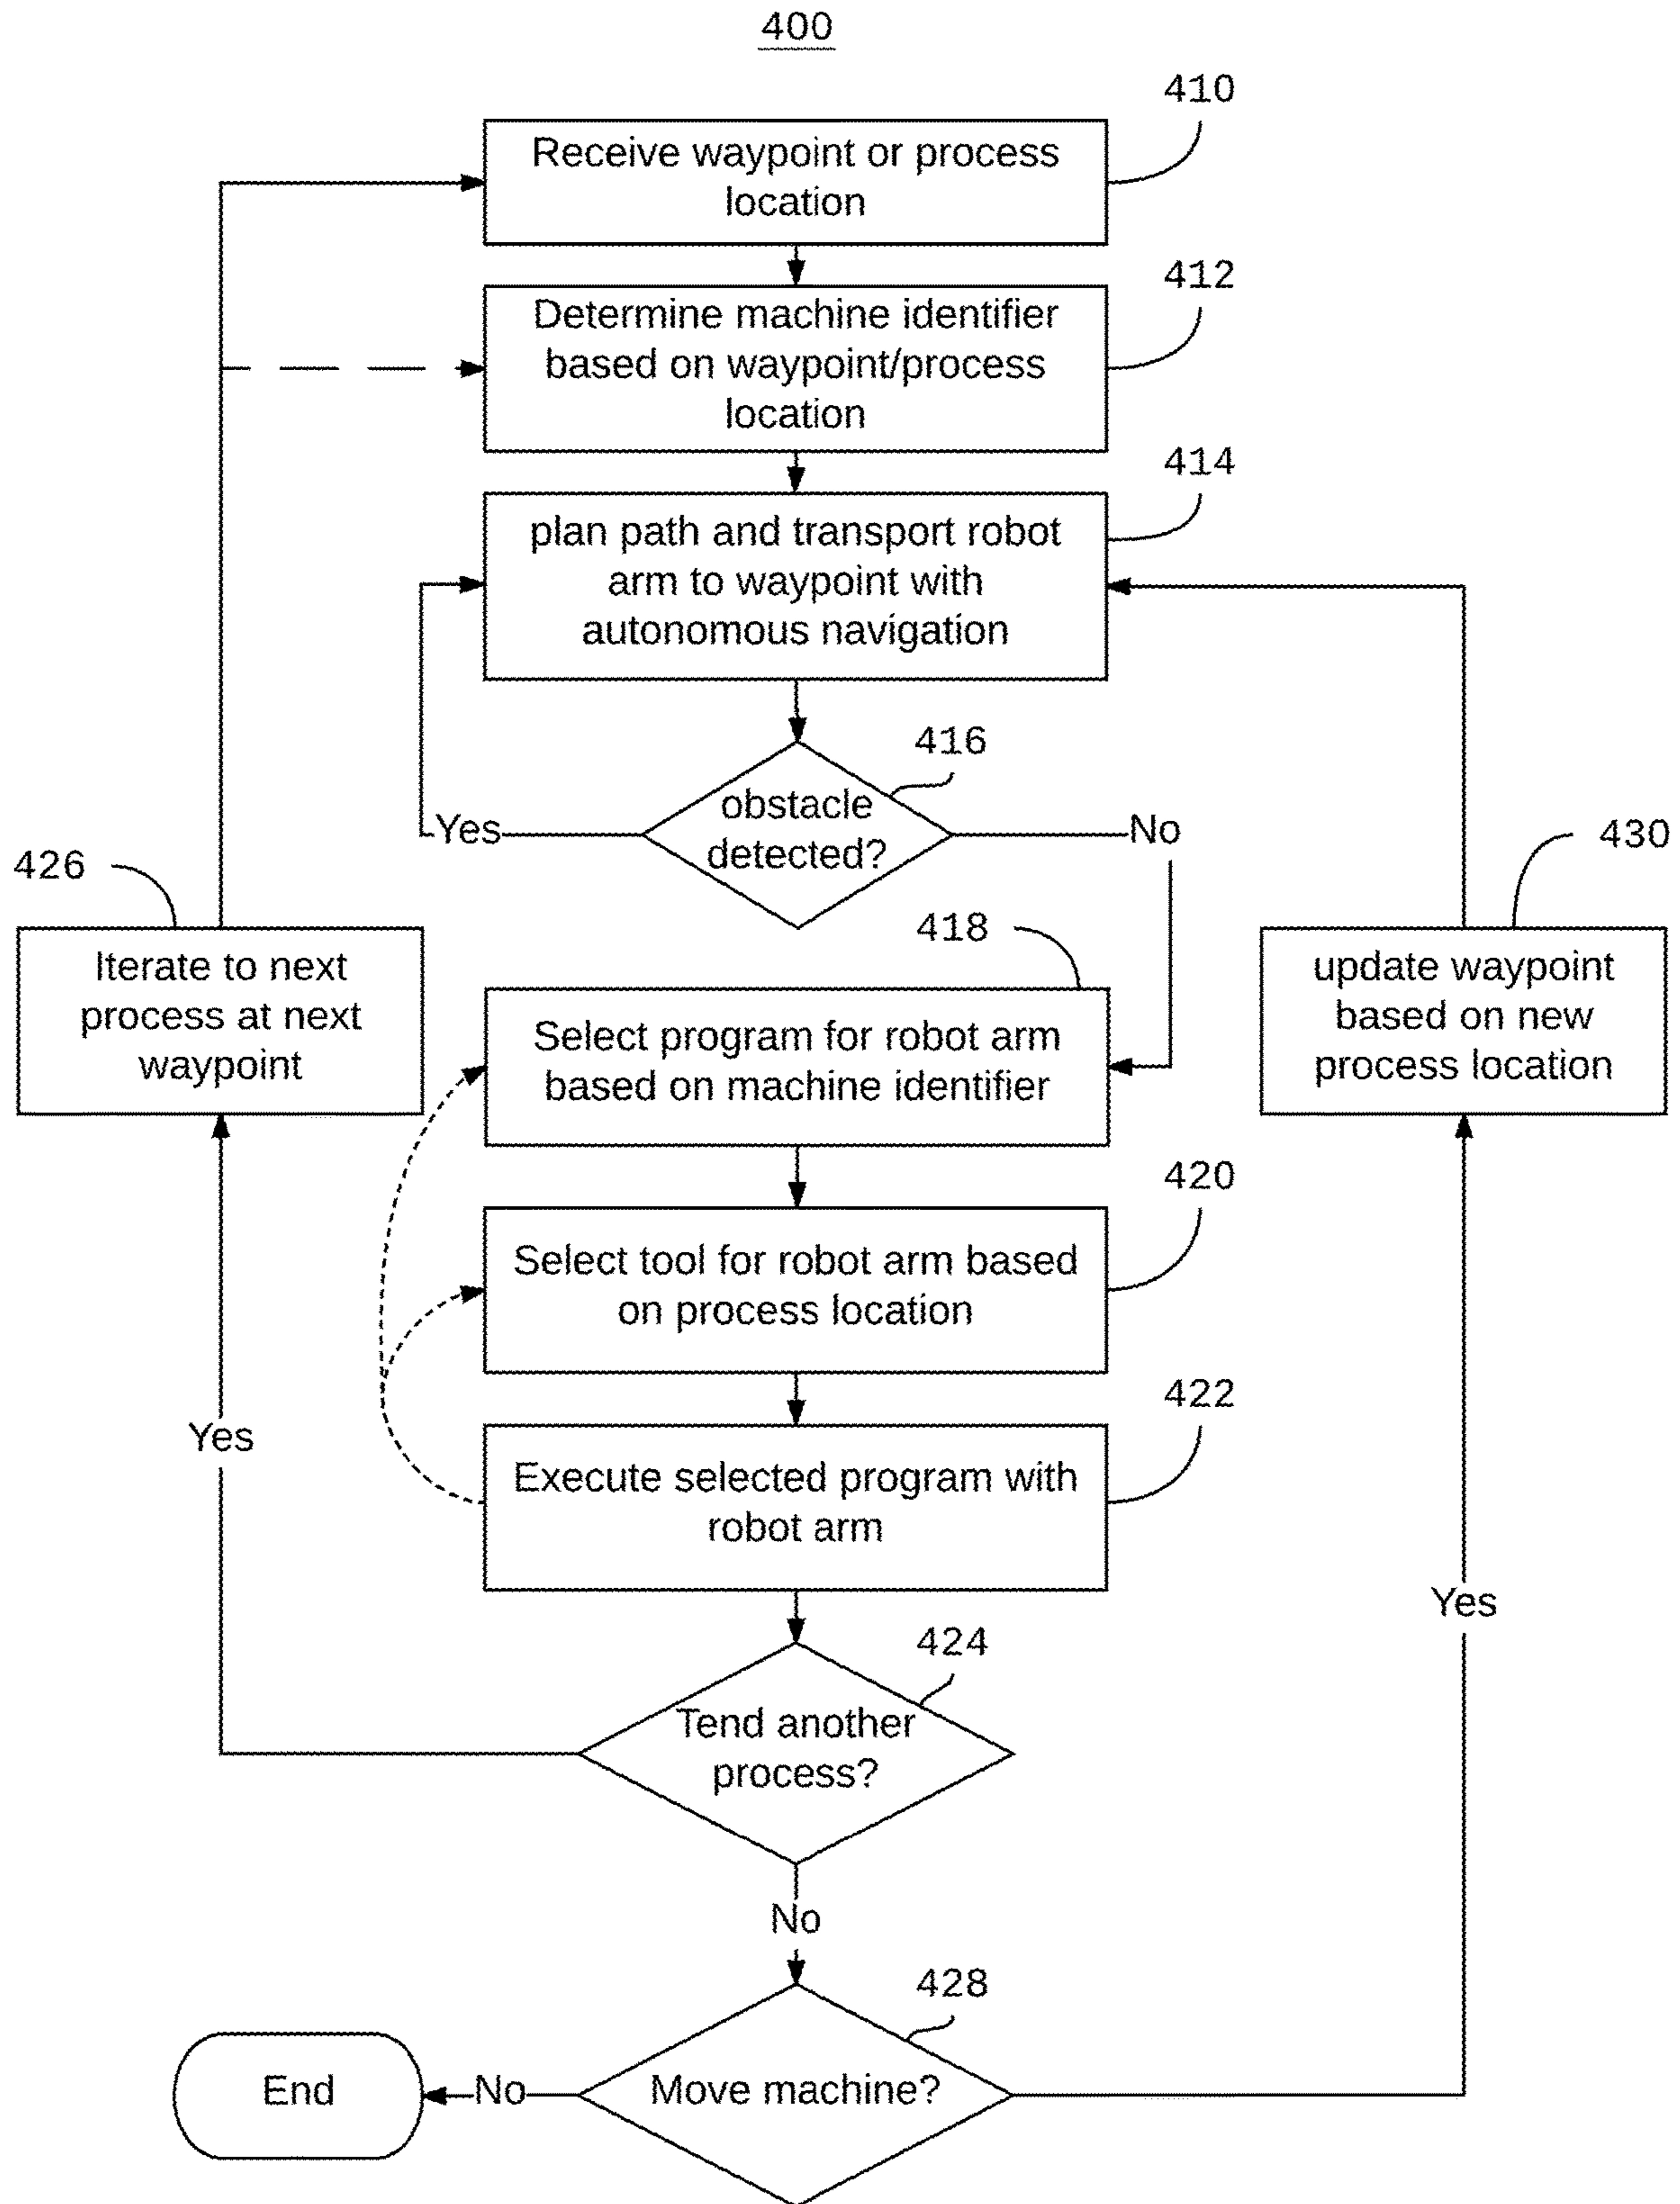 400
410
Receive waypoint or process
location
412
Determine machine identifier
based on waypoint/process
location
414
plan path and transport robot
arm to waypoint with
autonomous navigation
416
obstacle
detected?
Yes
No
426
Iterate to next
process at next
waypoint
430
update waypoint
based on new
process location
418
Select program for robot arm
based on machine identifier
420
Select tool for robot arm based
on process location
422
Execute selected program with
robot arm
Yes
Yes
424
Tend another
process?
No
428
Move machine?
No
End